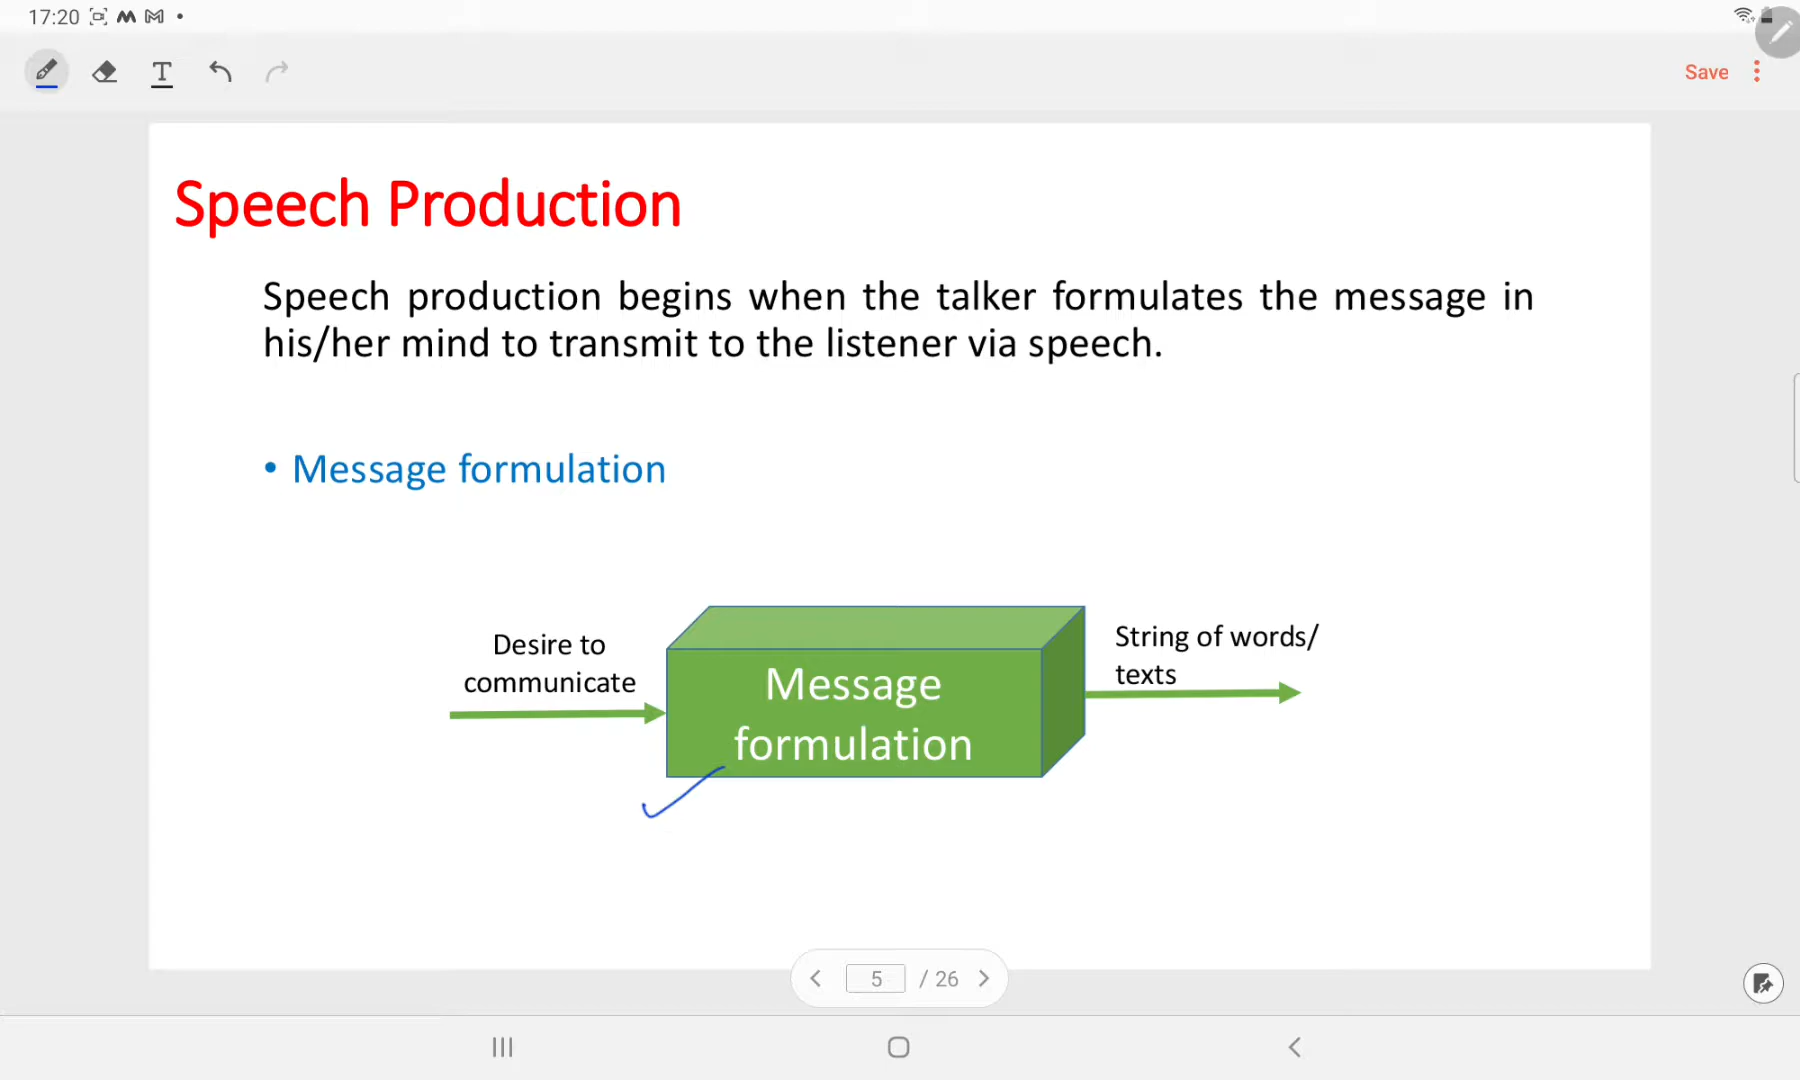 17:20
T
Save
Speech Production
Speech production begins when the talker formulates the message in
his/her mind to transmit to the listener via speech.
• Message formulation
Desire to
communicate
Message
formulation
String of words/
texts
5 / 26